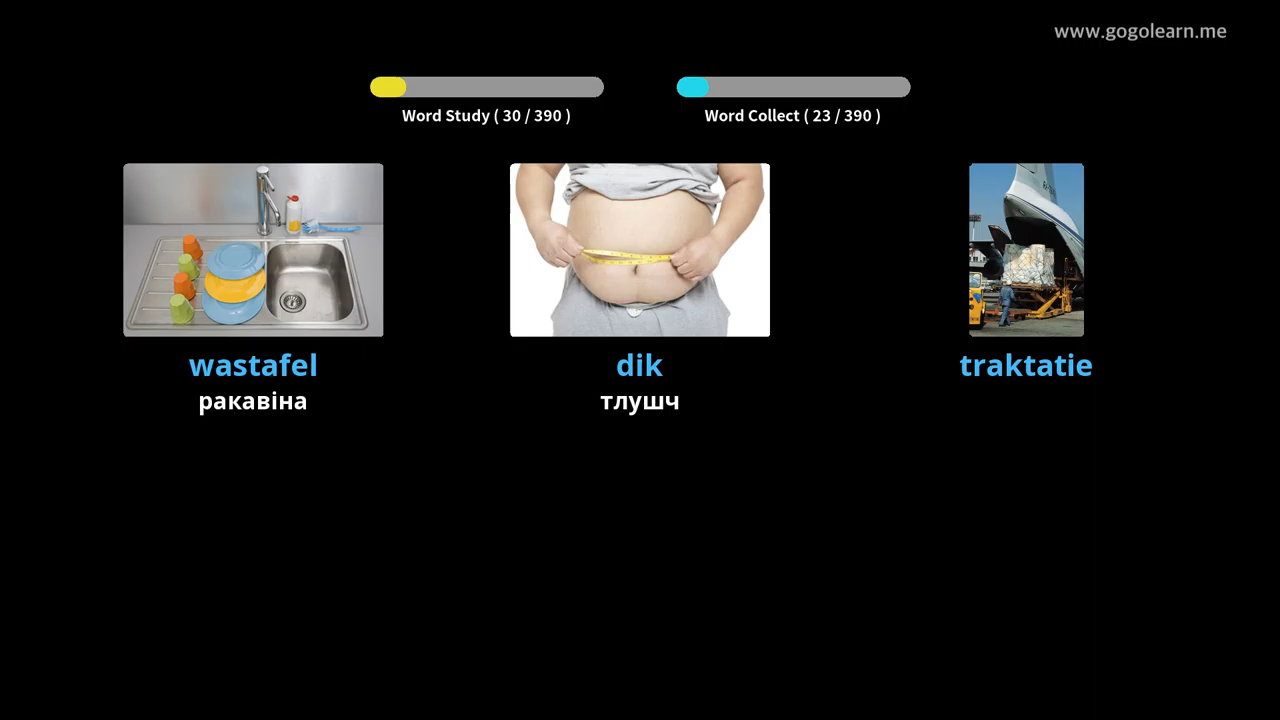 www.gogolearn.me
Word Study ( 30 / 390 )
Word Collect ( 23 / 390 )
wastafel
dik
traktatie
ракавіна
тлушч